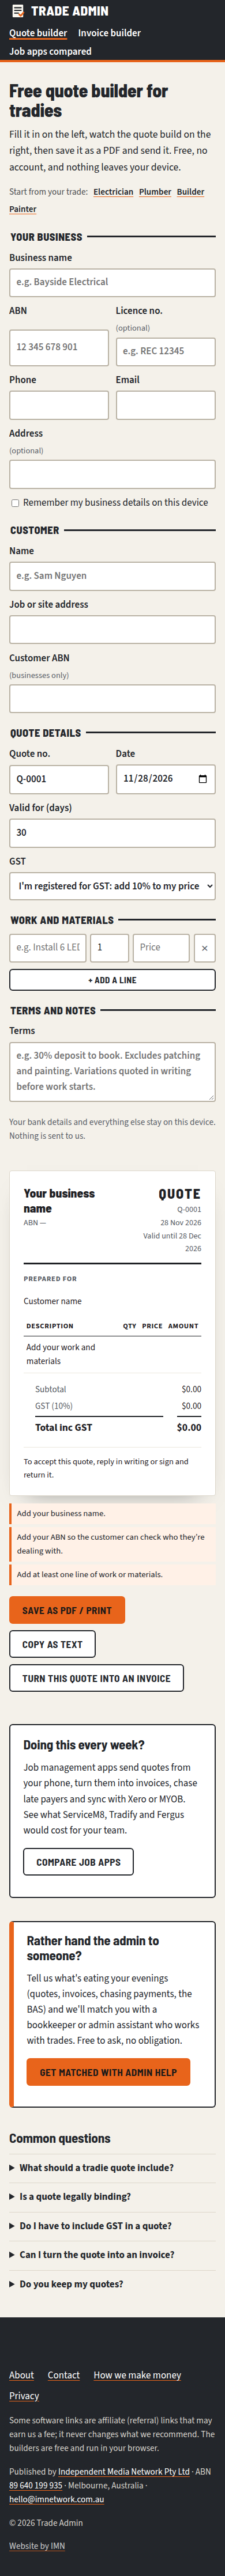 TRADE ADMIN
Quote builder Invoice builder
Job apps compared
Free quote builder for
tradies
Fill it in on the left, watch the quote build on the
right, then save it as a PDF and send it. Free, no
account, and nothing leaves your device.
Start from your trade: Electrician Plumber Builder
Painter
YOUR BUSINESS
Business name
e.g. Bayside Electrical
ABN
Licence no.
(optional)
12 345 678 901
e.g. REC 12345
Phone
Email
Address
(optional)
Remember my business details on this device
CUSTOMER
Name
e.g. Sam Nguyen
Job or site address
Customer ABN
(businesses only)
QUOTE DETAILS
Quote no.
Date
Q-0001
11/28/2026
Valid for (days)
30
GST
I'm registered for GST: add 10% to my price
WORK AND MATERIALS
e.g. Install 6 LEI 1 Price ×
+ ADD A LINE
TERMS AND NOTES
Terms
e.g. 30% deposit to book. Excludes patching
and painting. Variations quoted in writing
before work starts.
Your bank details and everything else stay on this device.
Nothing is sent to us.
Your business
name
ABN —
QUOTE
Q-0001
28 Nov 2026
Valid until 28 Dec
2026
PREPARED FOR
Customer name
DESCRIPTION QTY PRICE AMOUNT
Add your work and
materials
Subtotal $0.00
GST (10%) $0.00
Total inc GST $0.00
To accept this quote, reply in writing or sign and
return it.
Add your business name.
Add your ABN so the customer can check who they're
dealing with.
Add at least one line of work or materials.
SAVE AS PDF / PRINT
COPY AS TEXT
TURN THIS QUOTE INTO AN INVOICE
Doing this every week?
Job management apps send quotes from
your phone, turn them into invoices, chase
late payers and sync with Xero or MYOB.
See what ServiceM8, Tradify and Fergus
would cost for your team.
COMPARE JOB APPS
Rather hand the admin to
someone?
Tell us what's eating your evenings
(quotes, invoices, chasing payments, the
BAS) and we'll match you with a
bookkeeper or admin assistant who works
with trades. Free to ask, no obligation.
GET MATCHED WITH ADMIN HELP
Common questions
What should a tradie quote include?
Is a quote legally binding?
Do I have to include GST in a quote?
Can I turn the quote into an invoice?
Do you keep my quotes?
About Contact How we make money
Privacy
Some software links are affiliate (referral) links that may
earn us a fee; it never changes what we recommend. The
builders are free and run in your browser.
Published by Independent Media Network Pty Ltd · ABN
89 640 199 935 · Melbourne, Australia ·
hello@imnetwork.com.au
© 2026 Trade Admin
Website by IMN